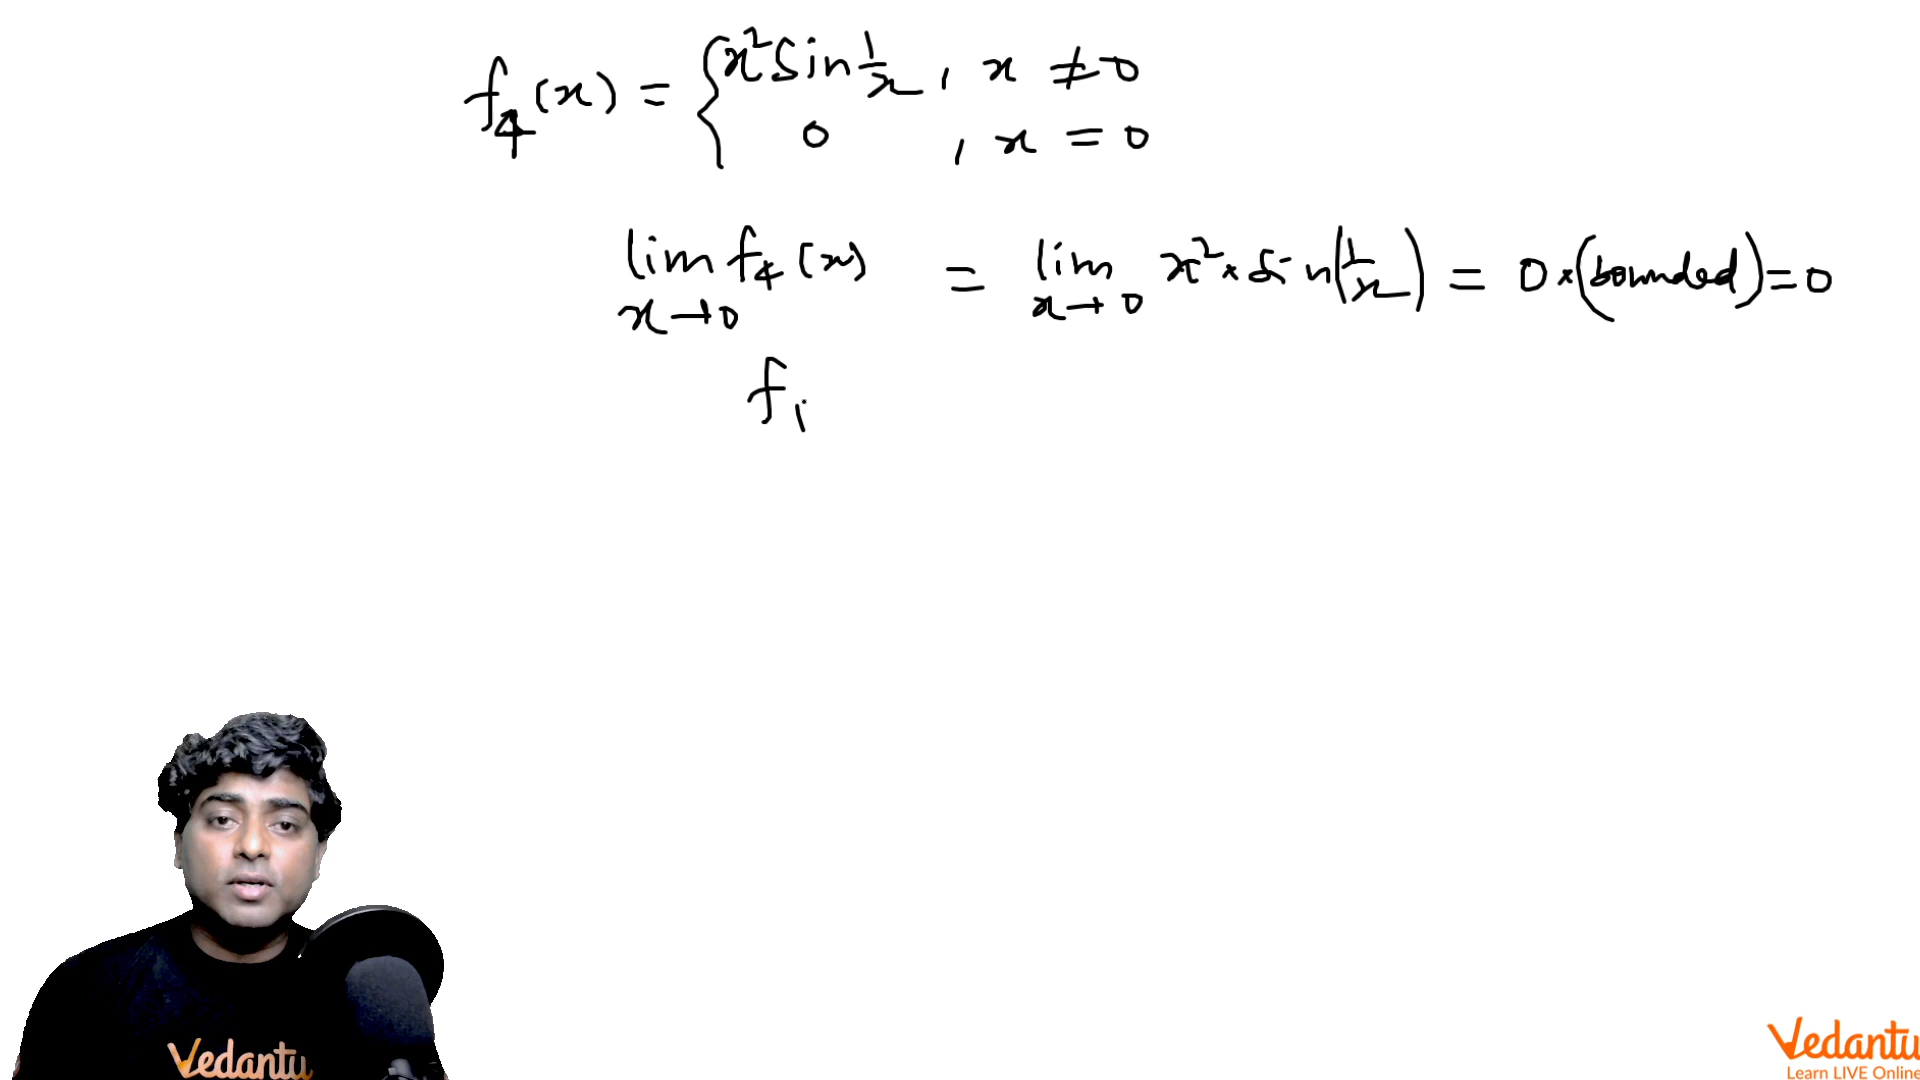 f₄(x) = { x² Sin 1/x , x ≠ 0
0 , x = 0
lim x→0 f₄(x) = lim x→0 x² × sin(1/x) = 0 × (bounded) = 0
f₁
Vedantu
Vedantu
Learn LIVE Online